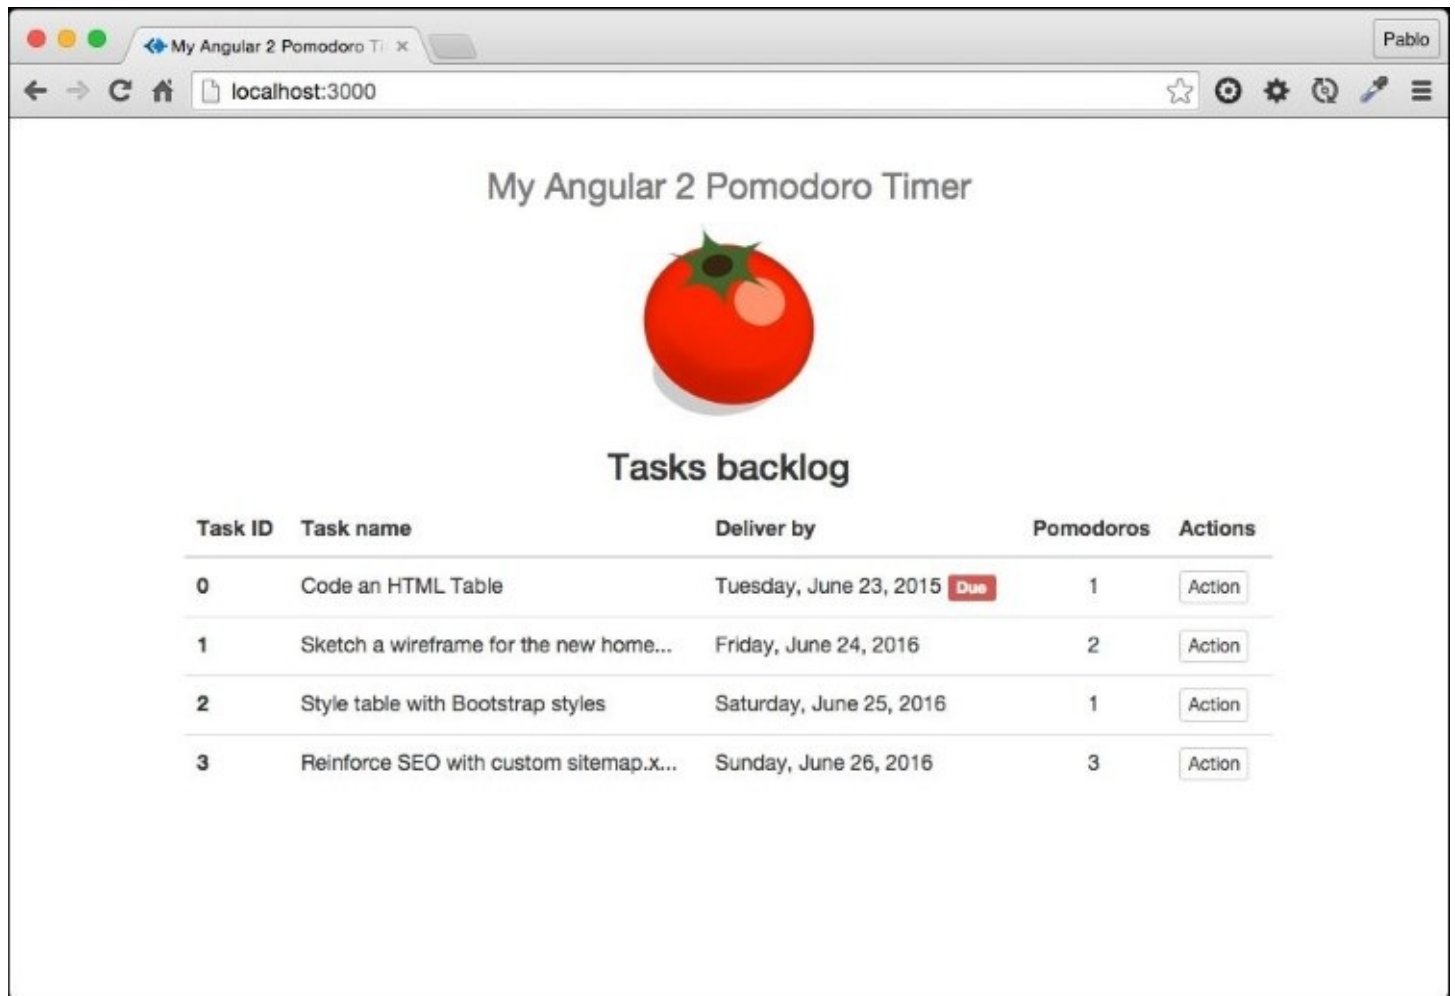 My Angular 2 Pomodoro Ti
Pablo
localhost:3000
My Angular 2 Pomodoro Timer
Tasks backlog
Task ID Task name Deliver by Pomodoros Actions
0 Code an HTML Table Tuesday, June 23, 2015 Due 1 Action
1 Sketch a wireframe for the new home... Friday, June 24, 2016 2 Action
2 Style table with Bootstrap styles Saturday, June 25, 2016 1 Action
3 Reinforce SEO with custom sitemap.x... Sunday, June 26, 2016 3 Action